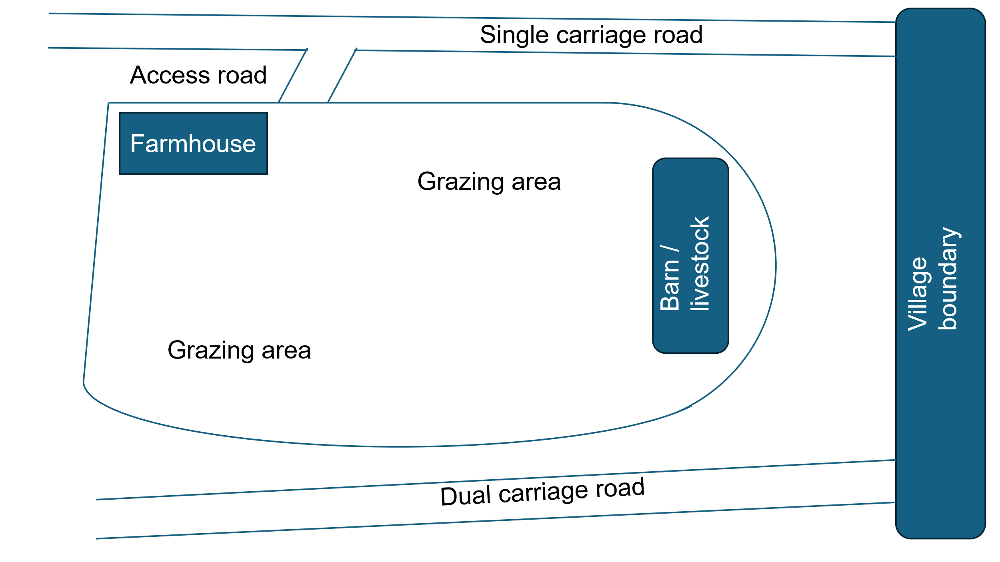 Single carriage road
Access road
Farmhouse
Grazing area
Barn /
livestock
Village
boundary
Grazing area
Dual carriage road